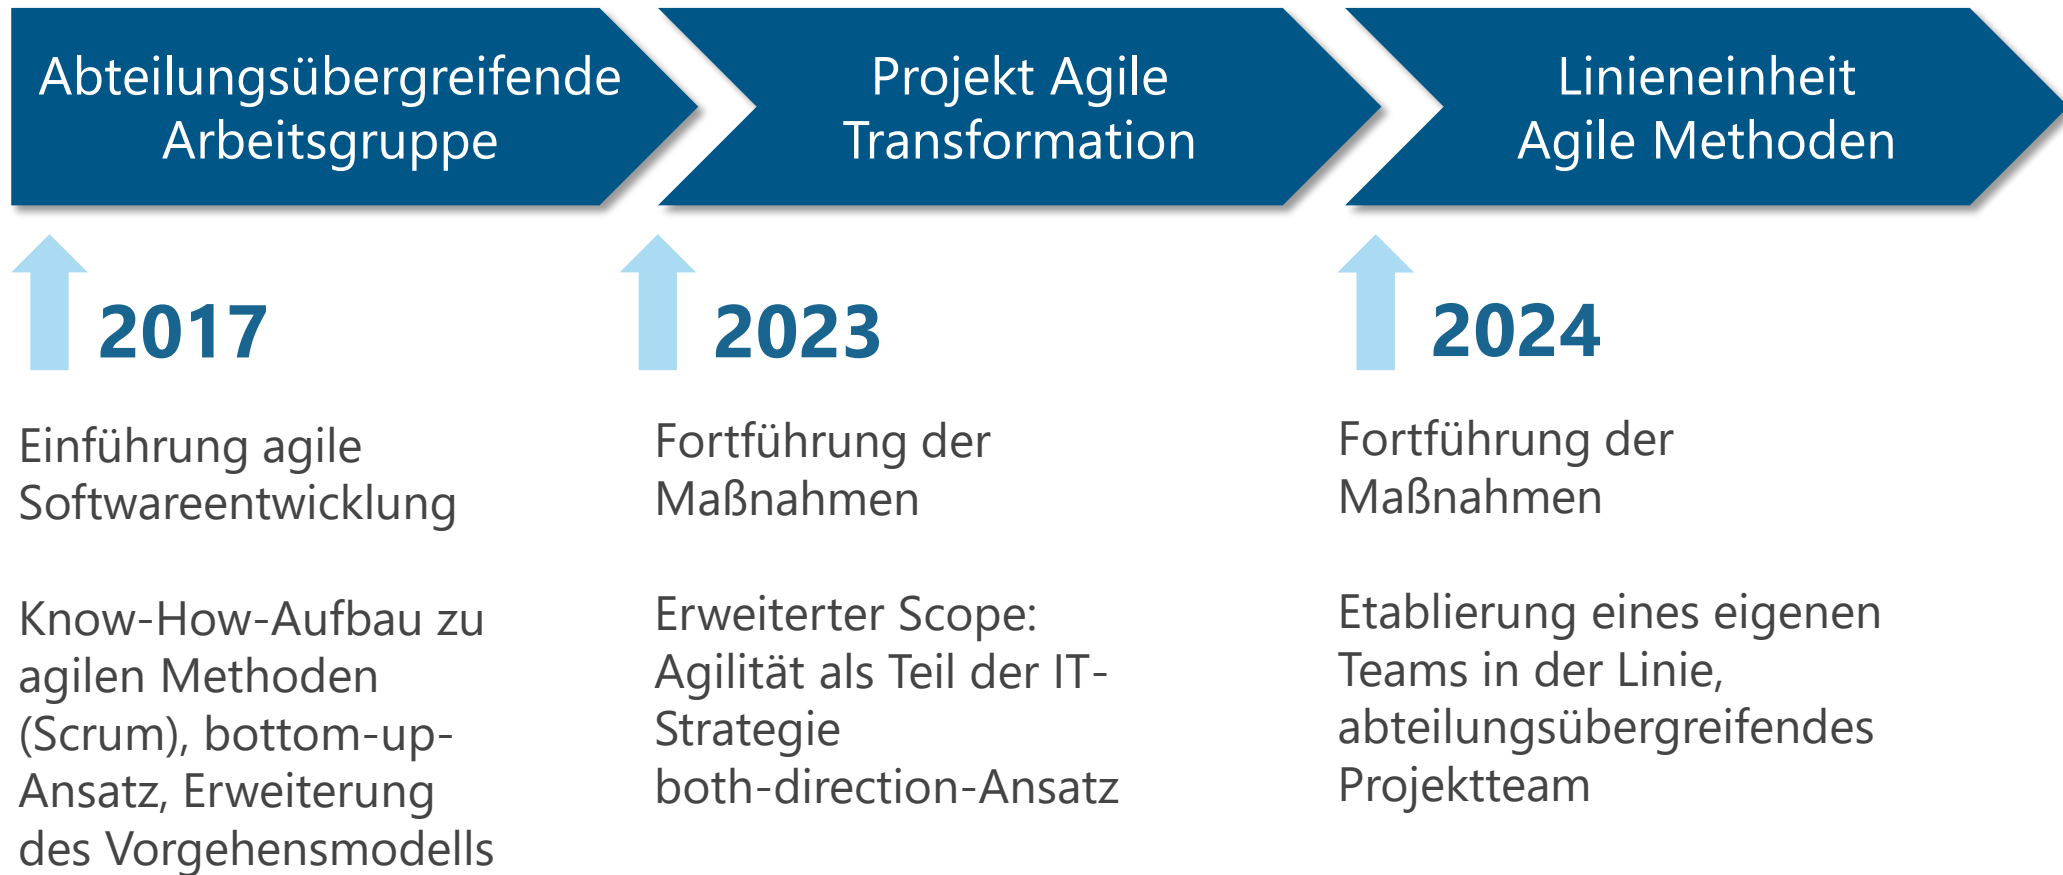 Abteilungsübergreifende
Arbeitsgruppe
Projekt Agile
Transformation
Linieneinheit
Agile Methoden
2017
Einführung agile
Softwareentwicklung
Know-How-Aufbau zu
agilen Methoden
(Scrum), bottom-up-
Ansatz, Erweiterung
des Vorgehensmodells
2023
Fortführung der
Maßnahmen
Erweiterter Scope:
Agilität als Teil der IT-
Strategie
both-direction-Ansatz
2024
Fortführung der
Maßnahmen
Etablierung eines eigenen
Teams in der Linie,
abteilungsübergreifendes
Projektteam